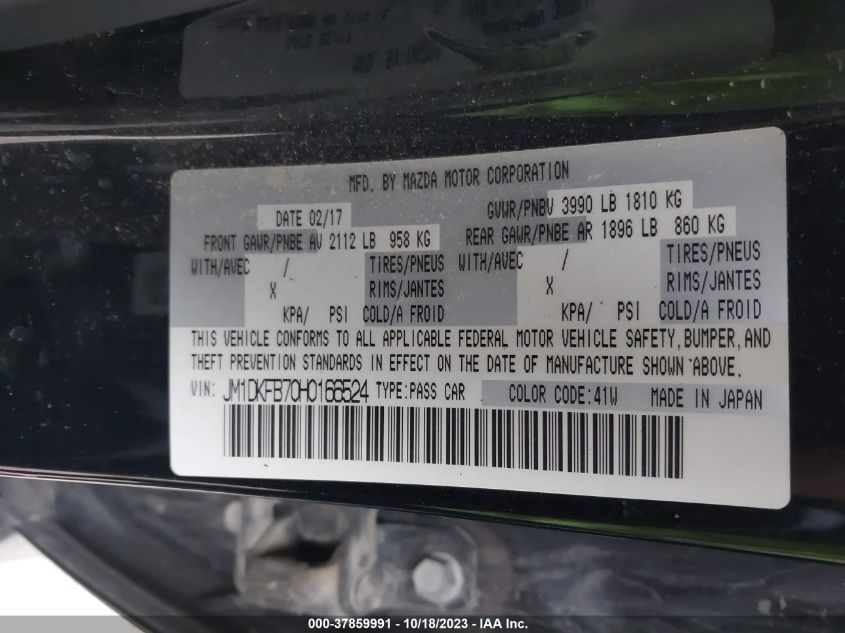 MFD. BY MAZDA MOTOR CORPORATION
DATE 02/17 GVWR/PNBV 3990 LB 1810 KG
FRONT GAWR/PNBE AV 2112 LB 958 KG REAR GAWR/PNBE AR 1896 LB 860 KG
WITH/AVEC / TIRES/PNEUS WITH/AVEC / TIRES/PNEUS
X RIMS/JANTES X RIMS/JANTES
KPA/ PSI COLD/A FROID KPA/ PSI COLD/A FROID
THIS VEHICLE CONFORMS TO ALL APPLICABLE FEDERAL MOTOR VEHICLE SAFETY, BUMPER, AND
THEFT PREVENTION STANDARDS IN EFFECT ON THE DATE OF MANUFACTURE SHOWN ABOVE.
VIN: JM1DKFB70H0166524 TYPE:PASS CAR COLOR CODE:41W MADE IN JAPAN
000-37859991 - 10/18/2023 - IAA Inc.